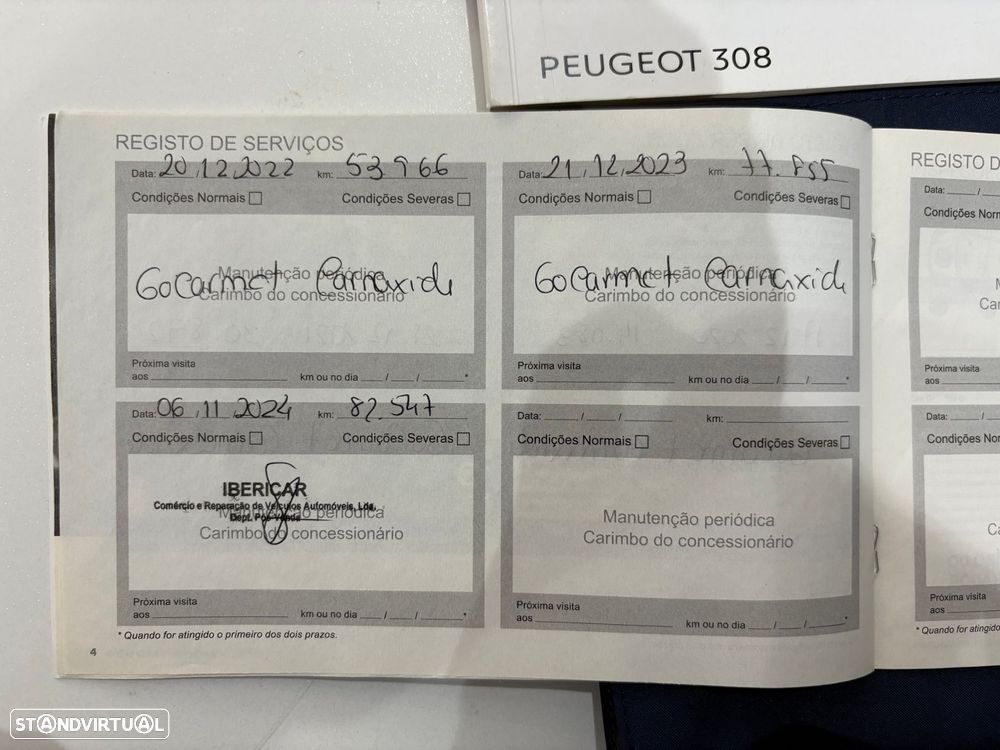 PEUGEOT 308
REGISTO DE SERVIÇOS
Data: 20.12.2022 km: 53966
Condições Normais Condições Severas
Manutenção periódica
Carimbo do concessionário
Próxima visita
aos km ou no dia / / *
Data: 21.12.2023 km: 77.855
Condições Normais Condições Severas
Manutenção periódica
Carimbo do concessionário
Próxima visita
aos km ou no dia / / *
Data: 06.11.2024 km: 82.547
Condições Normais Condições Severas
IBERICAR
Comércio e Reparação de Veículos Automóveis, Lda.
Dept. Pós-Venda
Manutenção periódica
Carimbo do concessionário
Próxima visita
aos km ou no dia / / *
Data: / / km:
Condições Normais Condições Severas
Manutenção periódica
Carimbo do concessionário
Próxima visita
aos km ou no dia / / *
* Quando for atingido o primeiro dos dois prazos.
4
REGISTO D
Data: /
Condições Norm
Próxima visita
aos
Data: /
Condições No
Próxima visita
aos
* Quando for atingido
STANDVIRTUAL